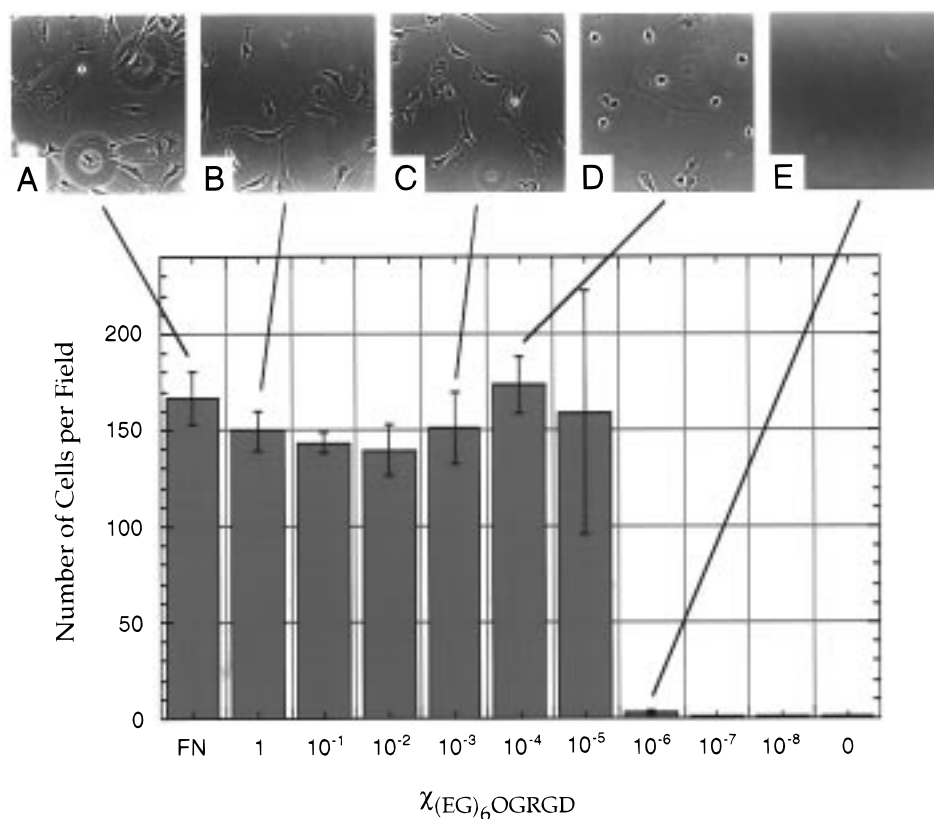 A B C D E
200
150
100
50
0
Number of Cells per Field
FN 1 10⁻¹ 10⁻² 10⁻³ 10⁻⁴ 10⁻⁵ 10⁻⁶ 10⁻⁷ 10⁻⁸ 0
χ(EG)₆OGRGD